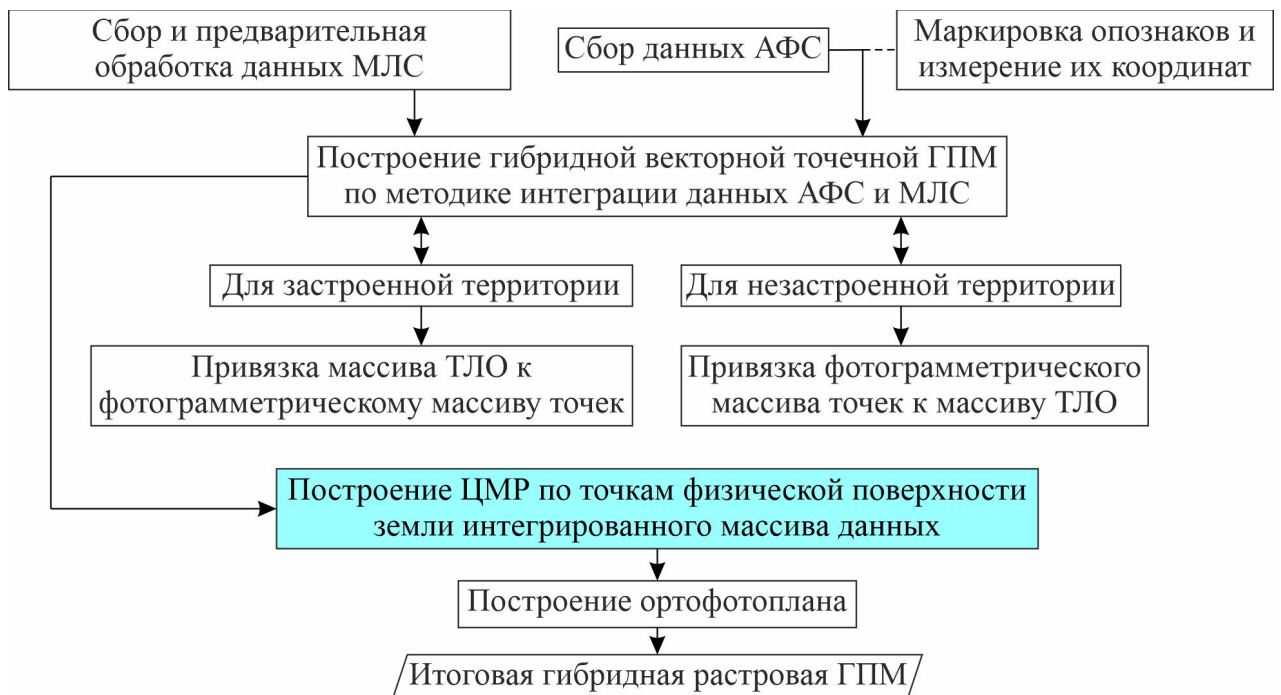 Сбор и предварительная
обработка данных МЛС
Сбор данных АФС
Маркировка опознаков и
измерение их координат
Построение гибридной векторной точечной ГПМ
по методике интеграции данных АФС и МЛС
Для застроенной территории
Для незастроенной территории
Привязка массива ТЛО к
фотограмметрическому массиву точек
Привязка фотограмметрического
массива точек к массиву ТЛО
Построение ЦМР по точкам физической поверхности
земли интегрированного массива данных
Построение ортофотоплана
Итоговая гибридная растровая ГПМ